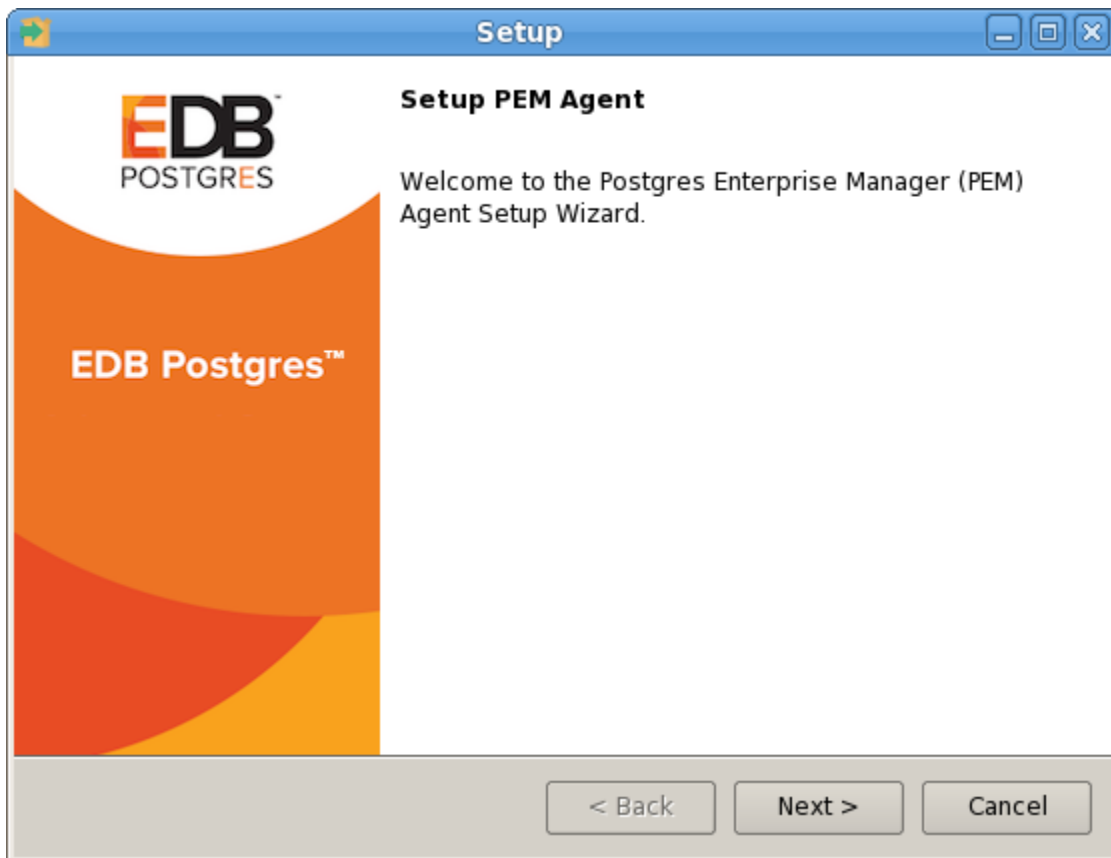 Setup
EDB
POSTGRES
Setup PEM Agent
Welcome to the Postgres Enterprise Manager (PEM)
Agent Setup Wizard.
EDB Postgres™
< Back
Next >
Cancel